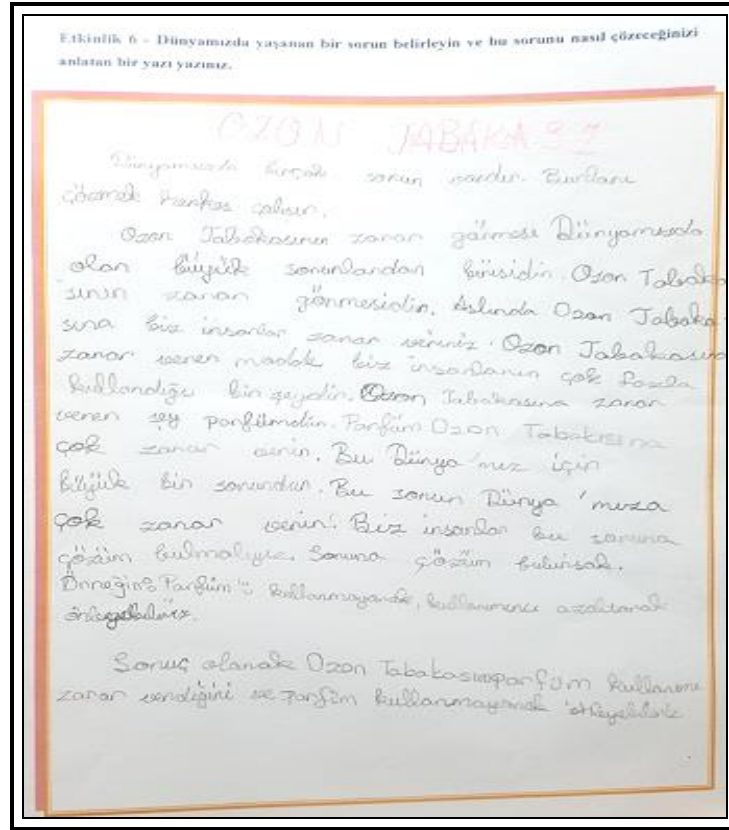 Etkinlik 6 - Dünyamızda yaşanan bir sorun belirleyin ve bu sorunu nasıl çözeceğinizi
anlatan bir yazı yazınız.
OZON TABAKASI
Dünyamızda birçok sorun vardır. Bunları
çözmek herkes çalışır.
Ozon Tabakasının zarar görmesi Dünyamızda
olan büyük sorunlardan birisidir. Ozon Tabaka
sının zarar görmesidir. Aslında Ozon Tabaka
sına biz insanlar zarar veririz. Ozon Tabakasına
zarar veren madde biz insanların çok fazla
kullandığı bir şeydir. Ozon Tabakasına zarar
veren şey parfümdür. Parfüm Ozon Tabakasına
çok zarar verir. Bu Dünya'mız için
büyük bir sorundur. Bu sorun Dünya'mıza
çok zarar verir. Biz insanlar bu soruna
çözüm bulmalıyız. Soruna çözüm bulursak.
Örneğin: Parfüm'ü kullanmayarak, kullanımını azaltarak
önleyebiliriz.
Sonuç olarak Ozon Tabakasına parfüm kullanımı
zarar verdiğini ve parfüm kullanmayarak